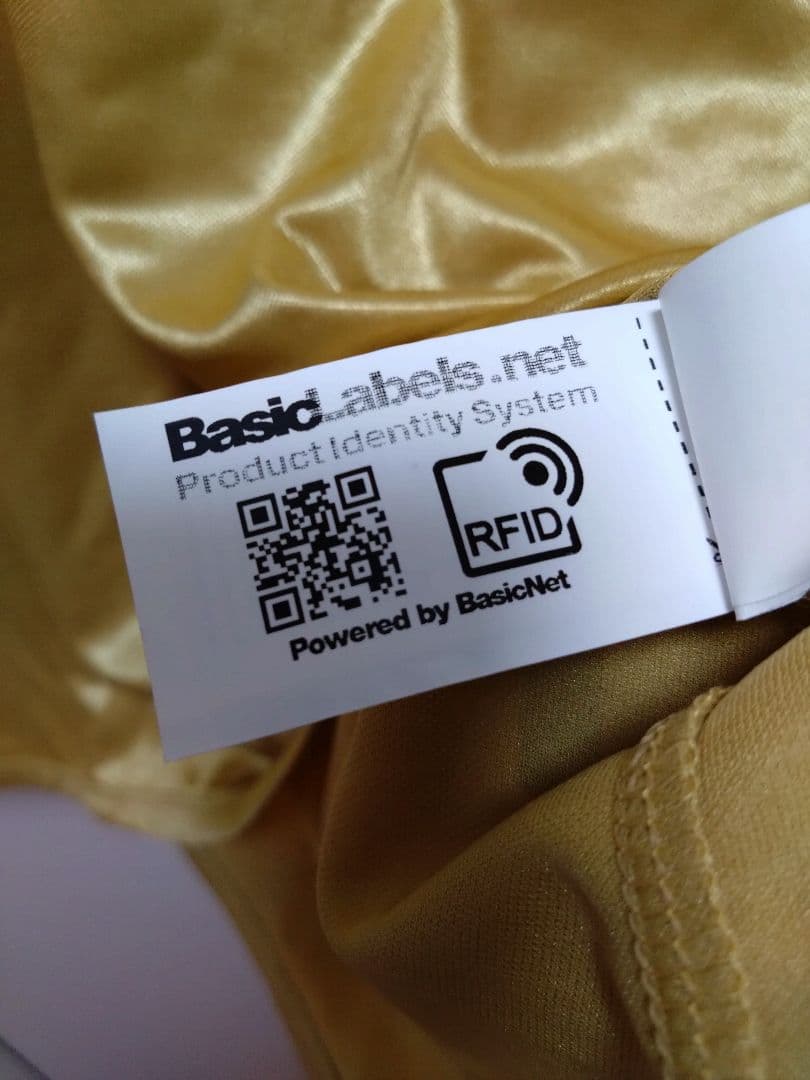 BasicLabels.net
Product Identity System
RFID
Powered by BasicNet